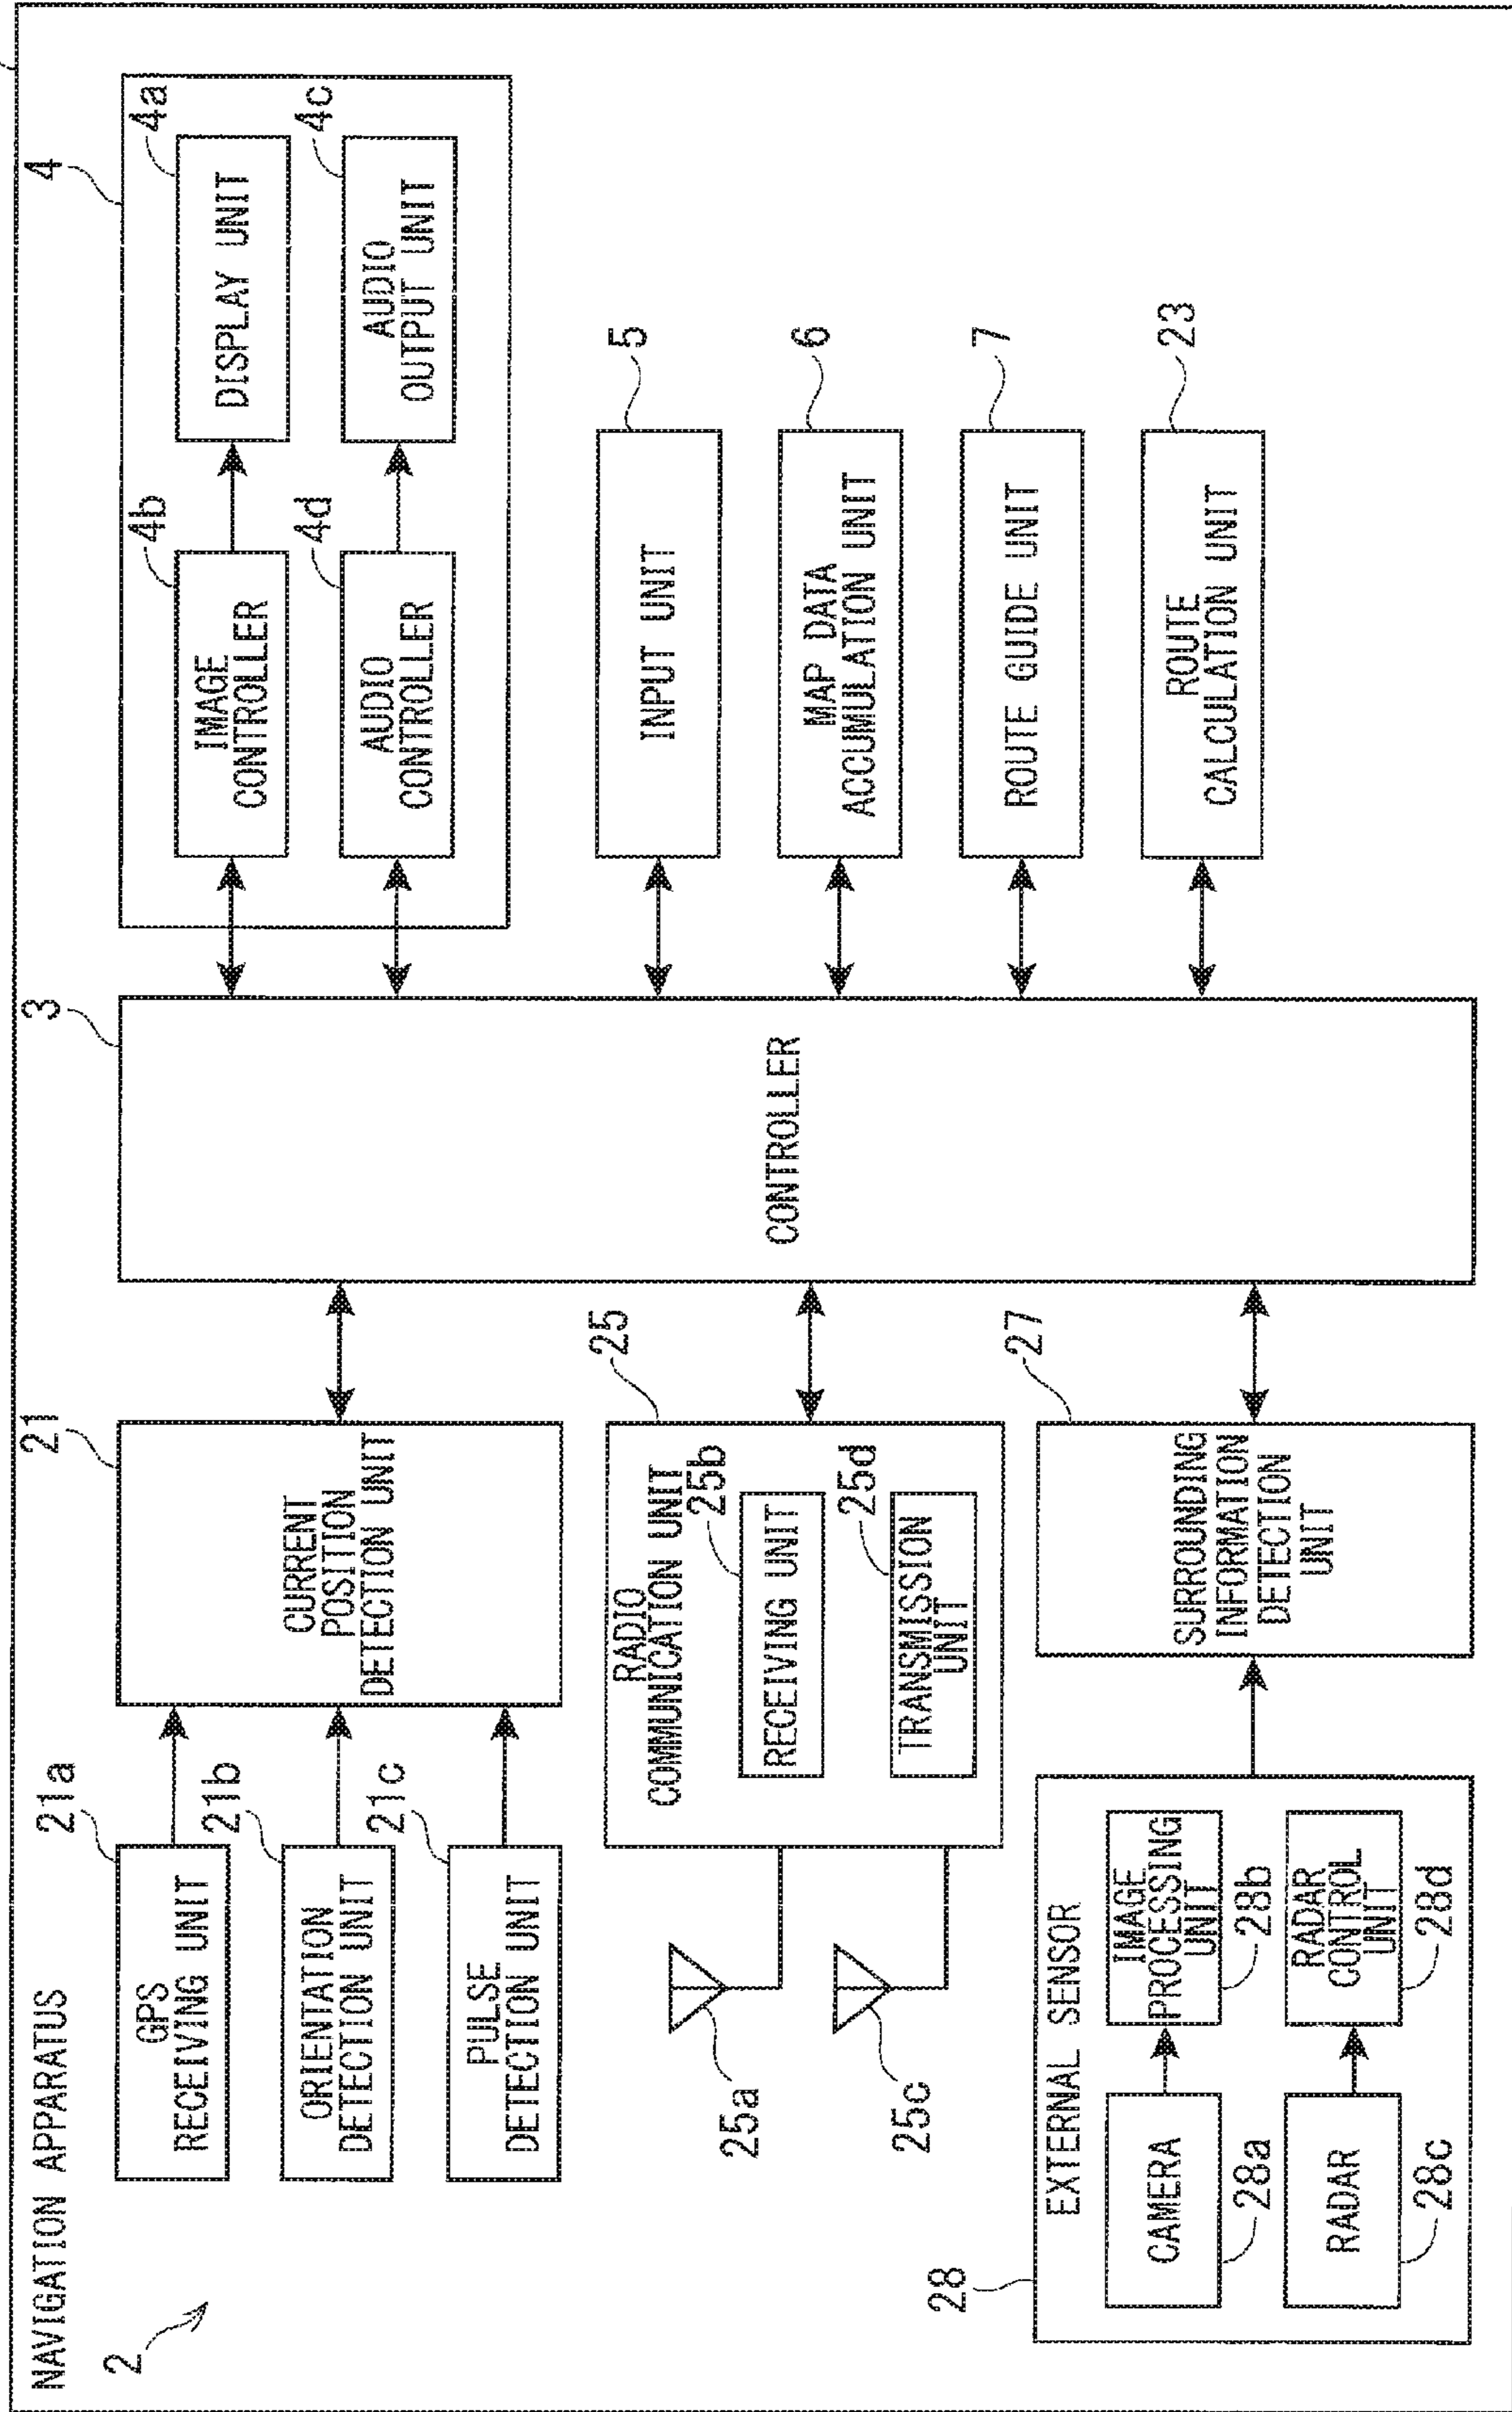 NAVIGATION APPARATUS
2
21a
GPS
RECEIVING UNIT
21b
ORIENTATION
DETECTION UNIT
21c
PULSE
DETECTION UNIT
21
CURRENT
POSITION
DETECTION UNIT
25a
25c
25
RADIO
COMMUNICATION UNIT
25b
RECEIVING UNIT
25d
TRANSMISSION
UNIT
28
EXTERNAL SENSOR
CAMERA
28a
IMAGE
PROCESSING
UNIT
28b
RADAR
28c
RADAR
CONTROL
UNIT
28d
27
SURROUNDING
INFORMATION
DETECTION
UNIT
3
CONTROLLER
4
4b
IMAGE
CONTROLLER
4a
DISPLAY UNIT
4d
AUDIO
CONTROLLER
4c
AUDIO
OUTPUT UNIT
5
INPUT UNIT
6
MAP DATA
ACCUMULATION UNIT
7
ROUTE GUIDE UNIT
23
ROUTE
CALCULATION UNIT